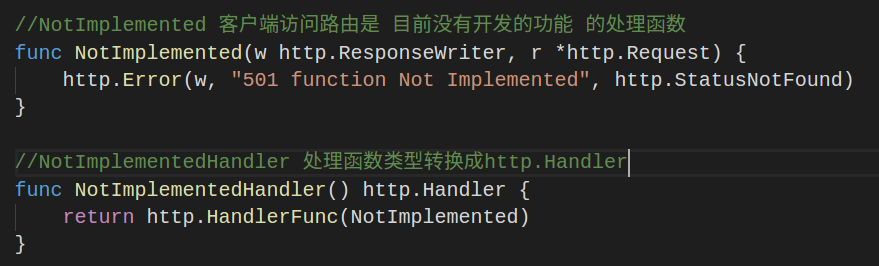 //NotImplemented 客户端访问路由是 目前没有开发的功能 的处理函数
func NotImplemented(w http.ResponseWriter, r *http.Request) {
    http.Error(w, "501 function Not Implemented", http.StatusNotFound)
}

//NotImplementedHandler 处理函数类型转换成http.Handler
func NotImplementedHandler() http.Handler {
    return http.HandlerFunc(NotImplemented)
}